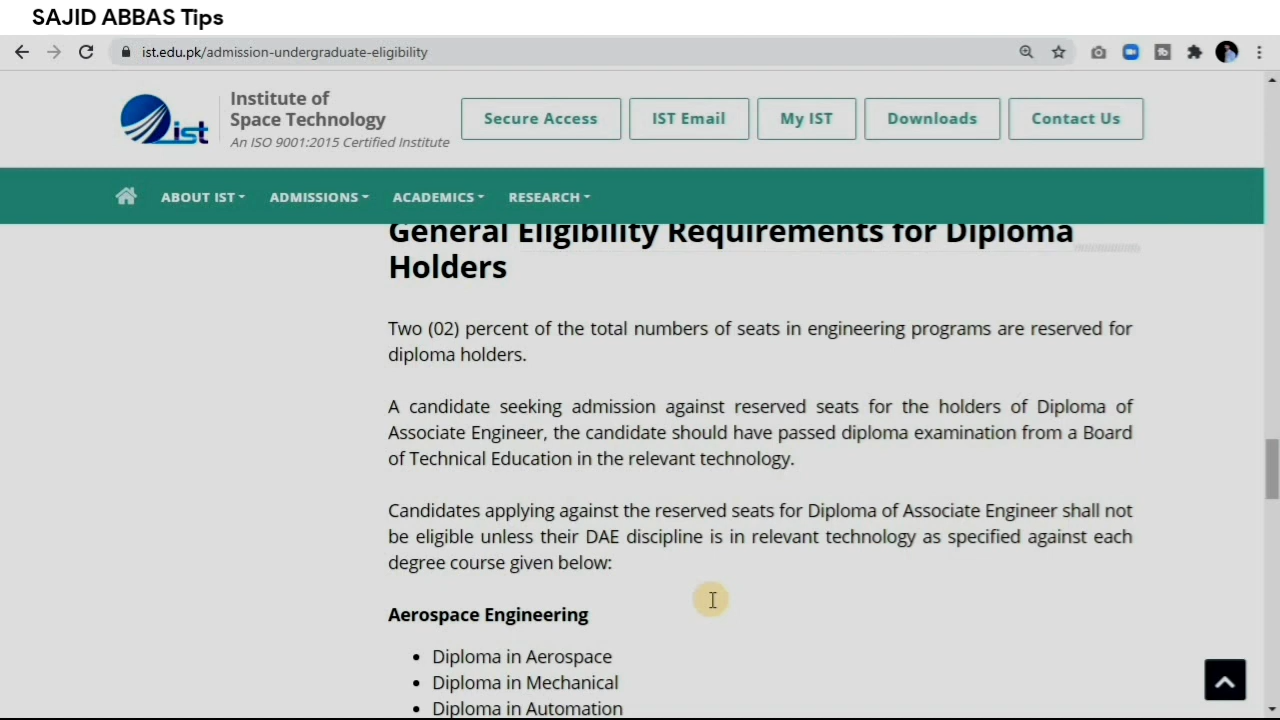 SAJID ABBAS Tips
ist.edu.pk/admission-undergraduate-eligibility
ist
Institute of
Space Technology
An ISO 9001:2015 Certified Institute
Secure Access
IST Email
My IST
Downloads
Contact Us
ABOUT IST
ADMISSIONS
ACADEMICS
RESEARCH
General Eligibility Requirements for Diploma
Holders
Two (02) percent of the total numbers of seats in engineering programs are reserved for
diploma holders.
A candidate seeking admission against reserved seats for the holders of Diploma of
Associate Engineer, the candidate should have passed diploma examination from a Board
of Technical Education in the relevant technology.
Candidates applying against the reserved seats for Diploma of Associate Engineer shall not
be eligible unless their DAE discipline is in relevant technology as specified against each
degree course given below:
Aerospace Engineering
• Diploma in Aerospace
• Diploma in Mechanical
• Diploma in Automation